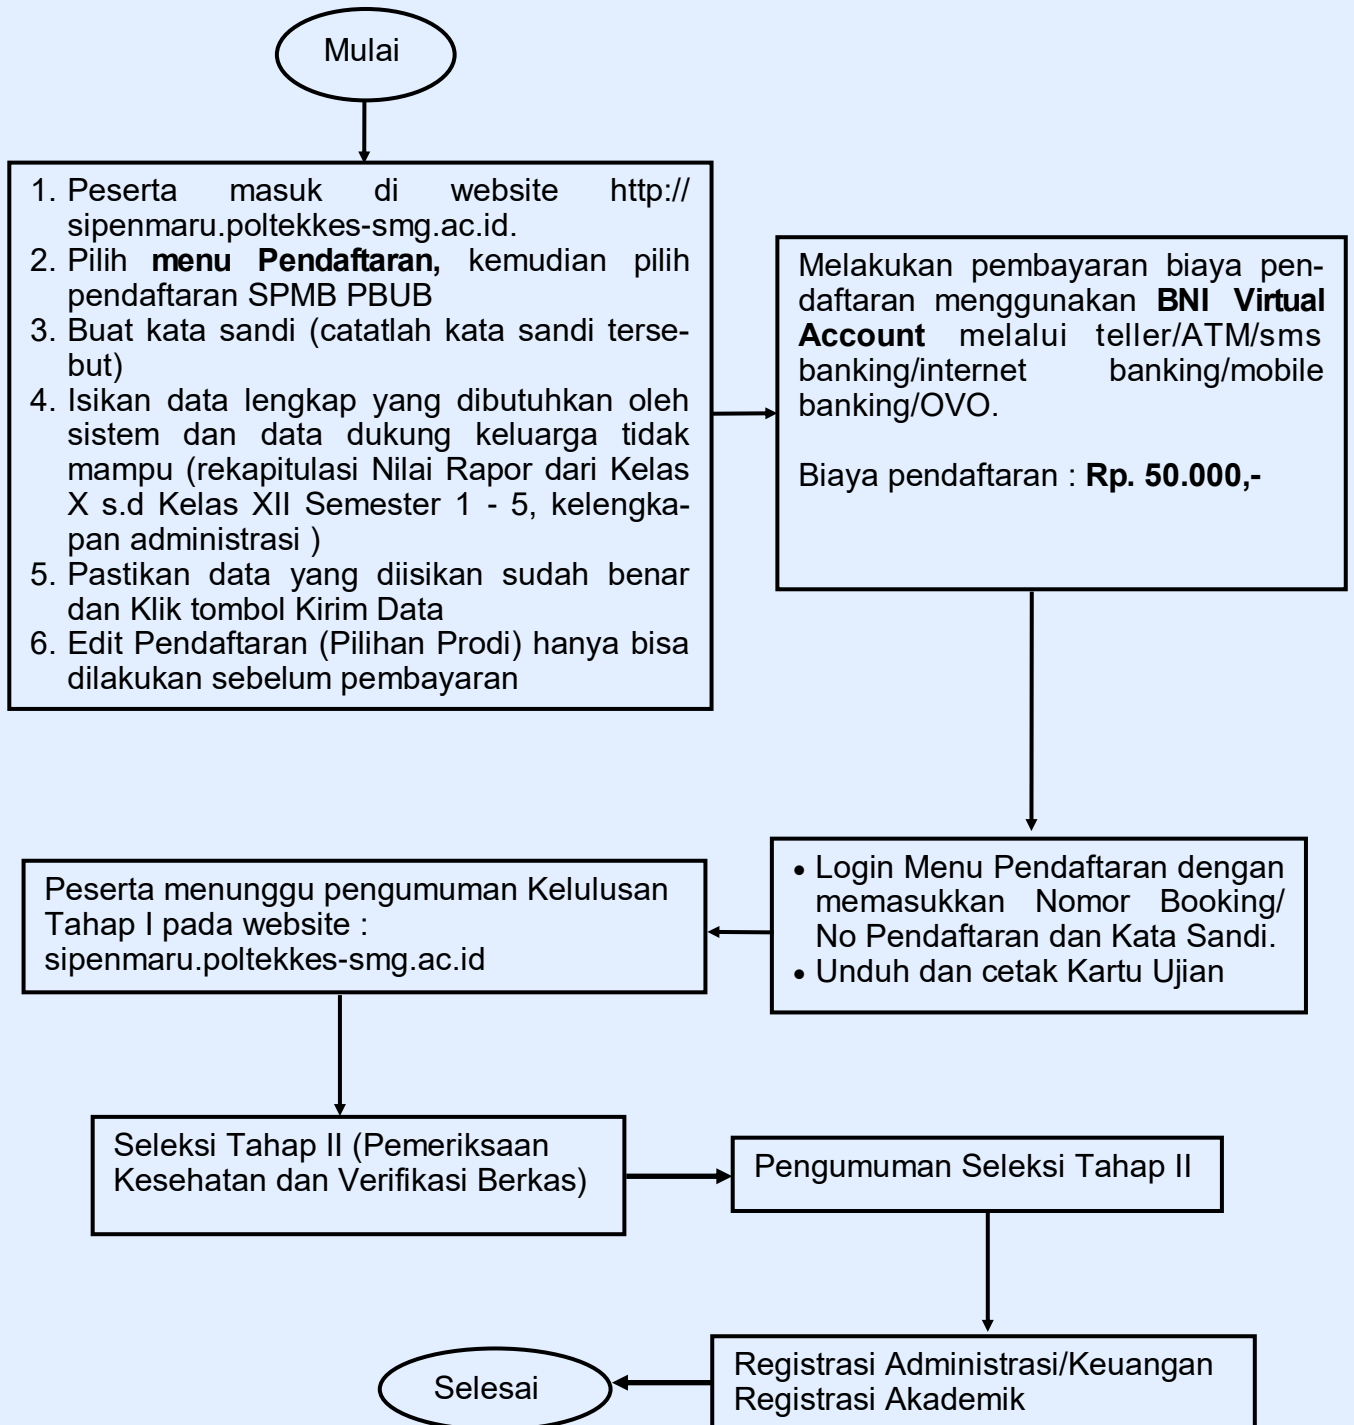 Mulai
1. Peserta masuk di website http://
sipenmaru.poltekkes-smg.ac.id.
2. Pilih menu Pendaftaran, kemudian pilih
pendaftaran SPMB PBUB
3. Buat kata sandi (catatlah kata sandi terse-
but)
4. Isikan data lengkap yang dibutuhkan oleh
sistem dan data dukung keluarga tidak
mampu (rekapitulasi Nilai Rapor dari Kelas
X s.d Kelas XII Semester 1 - 5, kelengka-
pan administrasi )
5. Pastikan data yang diisikan sudah benar
dan Klik tombol Kirim Data
6. Edit Pendaftaran (Pilihan Prodi) hanya bisa
dilakukan sebelum pembayaran
Melakukan pembayaran biaya pen-
daftaran menggunakan BNI Virtual
Account melalui teller/ATM/sms
banking/internet banking/mobile
banking/OVO.
Biaya pendaftaran : Rp. 50.000,-
• Login Menu Pendaftaran dengan
memasukkan Nomor Booking/
No Pendaftaran dan Kata Sandi.
• Unduh dan cetak Kartu Ujian
Peserta menunggu pengumuman Kelulusan
Tahap I pada website :
sipenmaru.poltekkes-smg.ac.id
Seleksi Tahap II (Pemeriksaan
Kesehatan dan Verifikasi Berkas)
Pengumuman Seleksi Tahap II
Registrasi Administrasi/Keuangan
Registrasi Akademik
Selesai